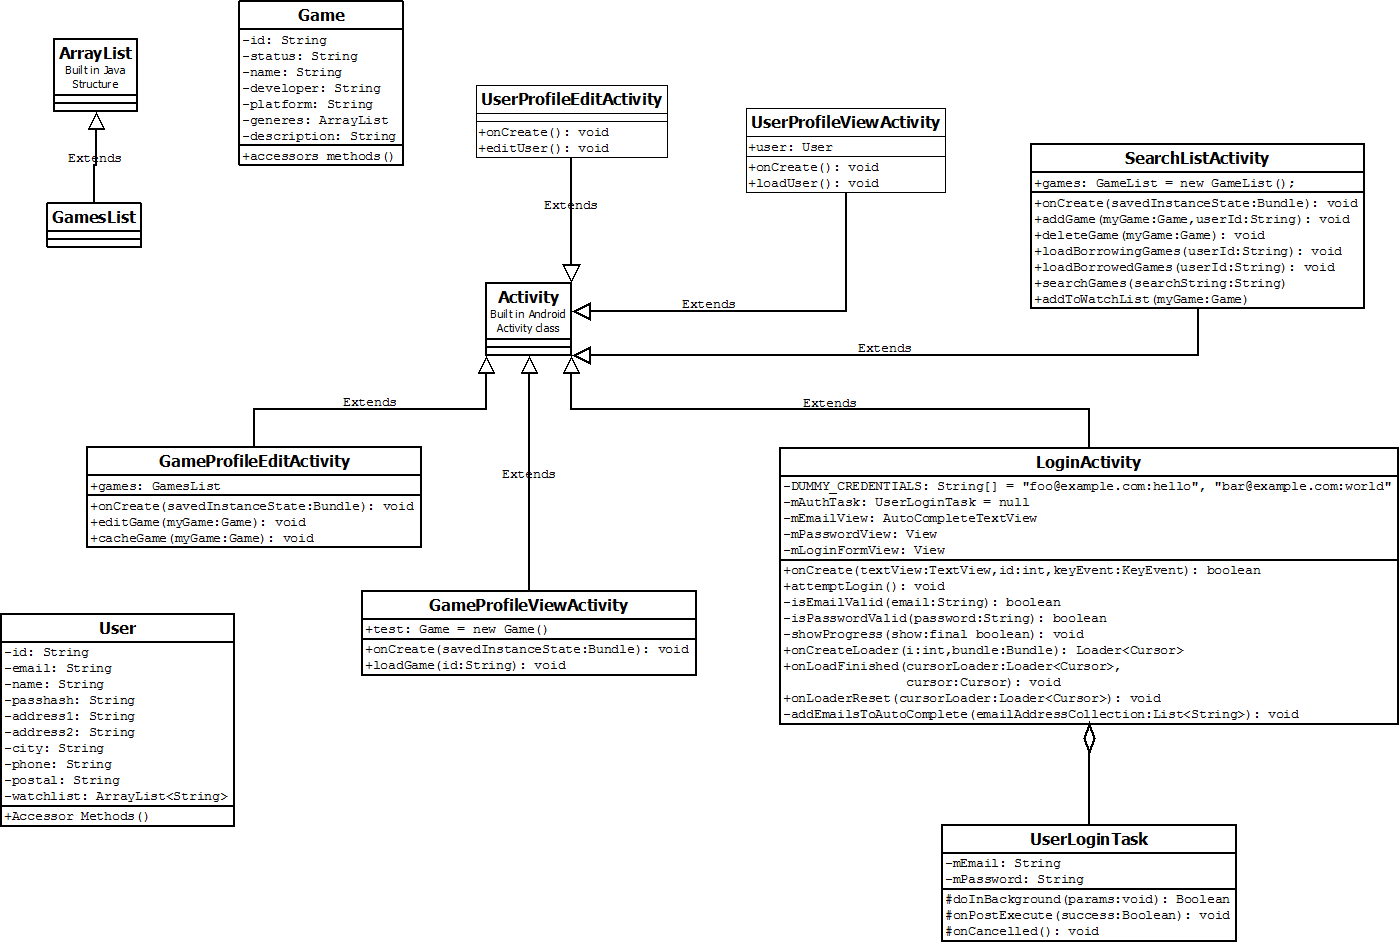 ArrayList
Built in Java
Structure
Extends
GamesList
Game
-id: String
-status: String
-name: String
-developer: String
-platform: String
-generes: ArrayList
-description: String
+accessors methods()
UserProfileEditActivity
+onCreate(): void
+editUser(): void
Extends
UserProfileViewActivity
+user: User
+onCreate(): void
+loadUser(): void
Extends
SearchListActivity
+games: GameList = new GameList();
+onCreate(savedInstanceState:Bundle): void
+addGame(myGame:Game,userId:String): void
+deleteGame(myGame:Game): void
+loadBorrowingGames(userId:String): void
+loadBorrowedGames(userId:String): void
+searchGames(searchString:String)
+addToWatchList(myGame:Game)
Extends
Activity
Built in Android
Activity class
Extends
GameProfileEditActivity
+games: GamesList
+onCreate(savedInstanceState:Bundle): void
+editGame(myGame:Game): void
+cacheGame(myGame:Game): void
Extends
GameProfileViewActivity
+test: Game = new Game()
+onCreate(savedInstanceState:Bundle): void
+loadGame(id:String): void
Extends
LoginActivity
-DUMMY_CREDENTIALS: String[] = "foo@example.com:hello", "bar@example.com:world"
-mAuthTask: UserLoginTask = null
-mEmailView: AutoCompleteTextView
-mPasswordView: View
-mLoginFormView: View
+onCreate(textView:TextView,id:int,keyEvent:KeyEvent): boolean
+attemptLogin(): void
-isEmailValid(email:String): boolean
-isPasswordValid(password:String): boolean
-showProgress(show:final boolean): void
+onCreateLoader(i:int,bundle:Bundle): Loader<Cursor>
+onLoadFinished(cursorLoader:Loader<Cursor>,
cursor:Cursor): void
+onLoaderReset(cursorLoader:Loader<Cursor>): void
-addEmailsToAutoComplete(emailAddressCollection:List<String>): void
User
-id: String
-email: String
-name: String
-passhash: String
-address1: String
-address2: String
-city: String
-phone: String
-postal: String
-watchlist: ArrayList<String>
+Accessor Methods()
UserLoginTask
-mEmail: String
-mPassword: String
#doInBackground(params:void): Boolean
#onPostExecute(success:Boolean): void
#onCancelled(): void